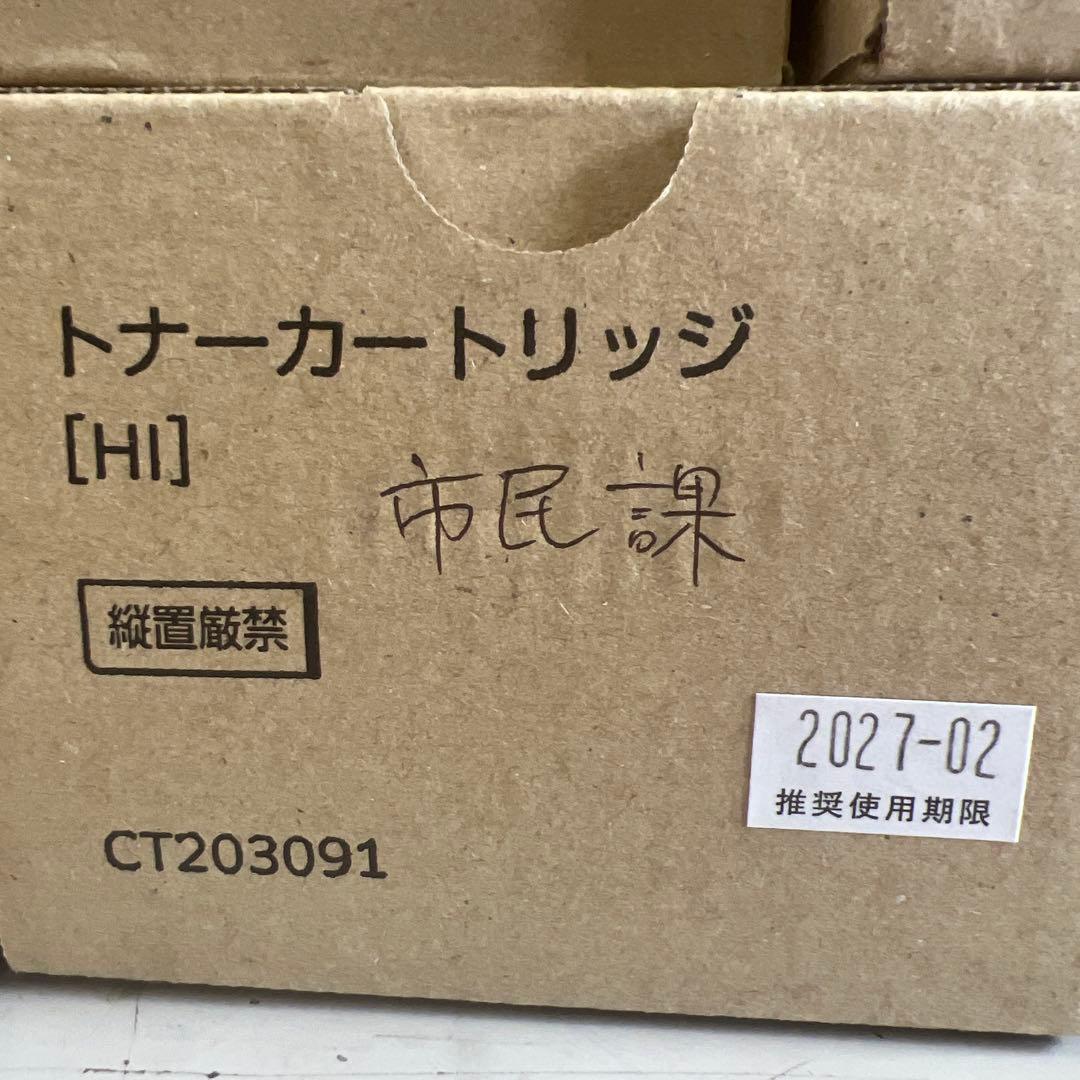 トナーカートリッジ
[HI]
市民課
縦置厳禁
2027-02
推奨使用期限
CT203091